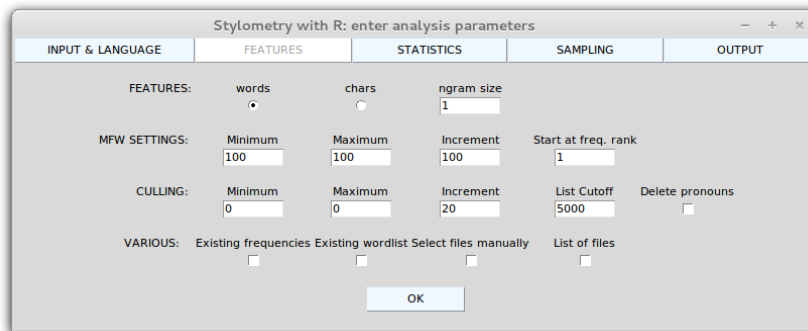 Stylometry with R: enter analysis parameters
INPUT & LANGUAGE FEATURES STATISTICS SAMPLING OUTPUT
FEATURES: words chars ngram size
1
MFW SETTINGS: Minimum Maximum Increment Start at freq. rank
100 100 100 1
CULLING: Minimum Maximum Increment List Cutoff Delete pronouns
0 0 20 5000
VARIOUS: Existing frequencies Existing wordlist Select files manually List of files
OK